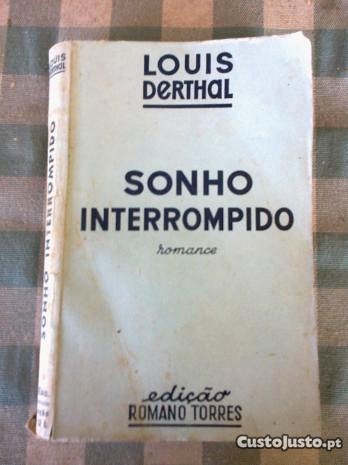 LOUIS
DERTHAL
SONHO
INTERROMPIDO
romance
edição
ROMANO TORRES
LOUIS
DERTHAL
SONHO INTERROMPIDO
CustoJusto.pt